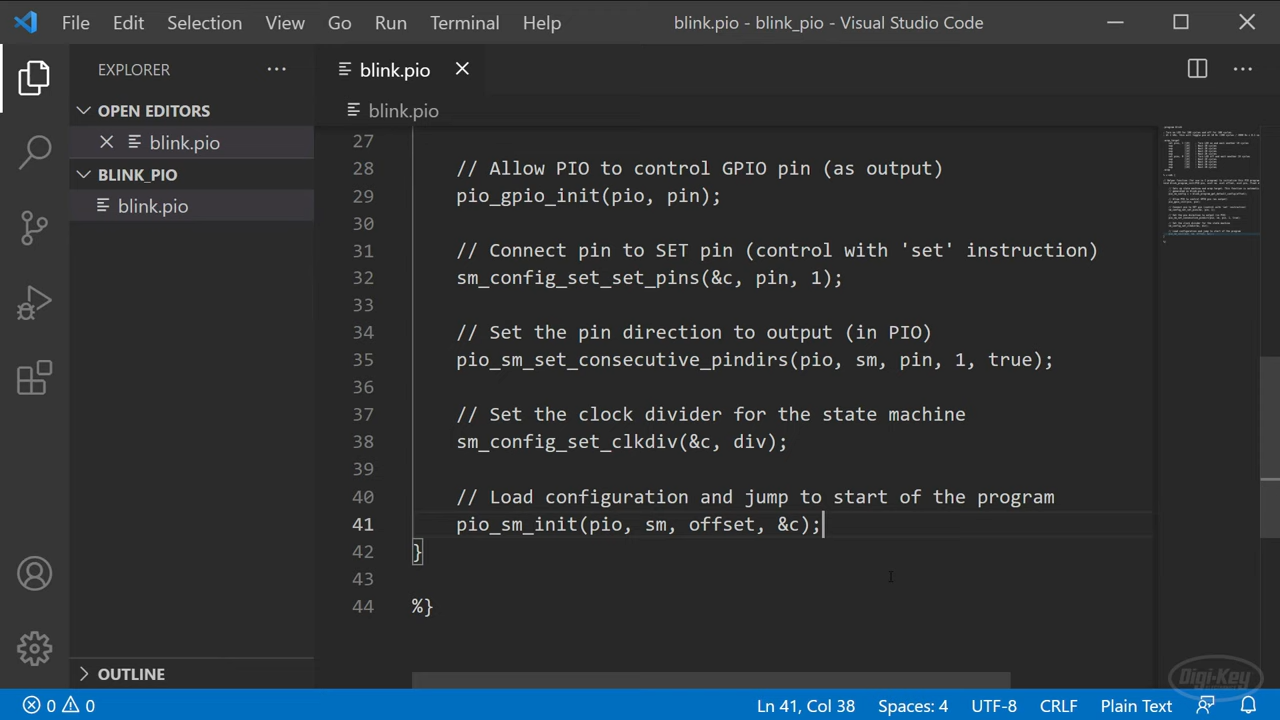 File Edit Selection View Go Run Terminal Help blink.pio - blink_pio - Visual Studio Code
EXPLORER
OPEN EDITORS
blink.pio
BLINK_PIO
blink.pio
OUTLINE
blink.pio
blink.pio
27
28 // Allow PIO to control GPIO pin (as output)
29 pio_gpio_init(pio, pin);
30
31 // Connect pin to SET pin (control with 'set' instruction)
32 sm_config_set_set_pins(&c, pin, 1);
33
34 // Set the pin direction to output (in PIO)
35 pio_sm_set_consecutive_pindirs(pio, sm, pin, 1, true);
36
37 // Set the clock divider for the state machine
38 sm_config_set_clkdiv(&c, div);
39
40 // Load configuration and jump to start of the program
41 pio_sm_init(pio, sm, offset, &c);
42 }
43
44 %}
Digi-Key
0 0 Ln 41, Col 38 Spaces: 4 UTF-8 CRLF Plain Text